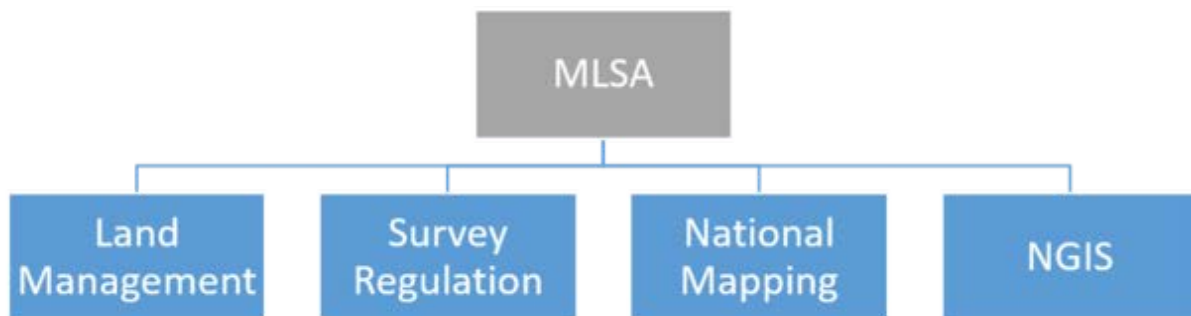 MLSA
Land
Management
Survey
Regulation
National
Mapping
NGIS